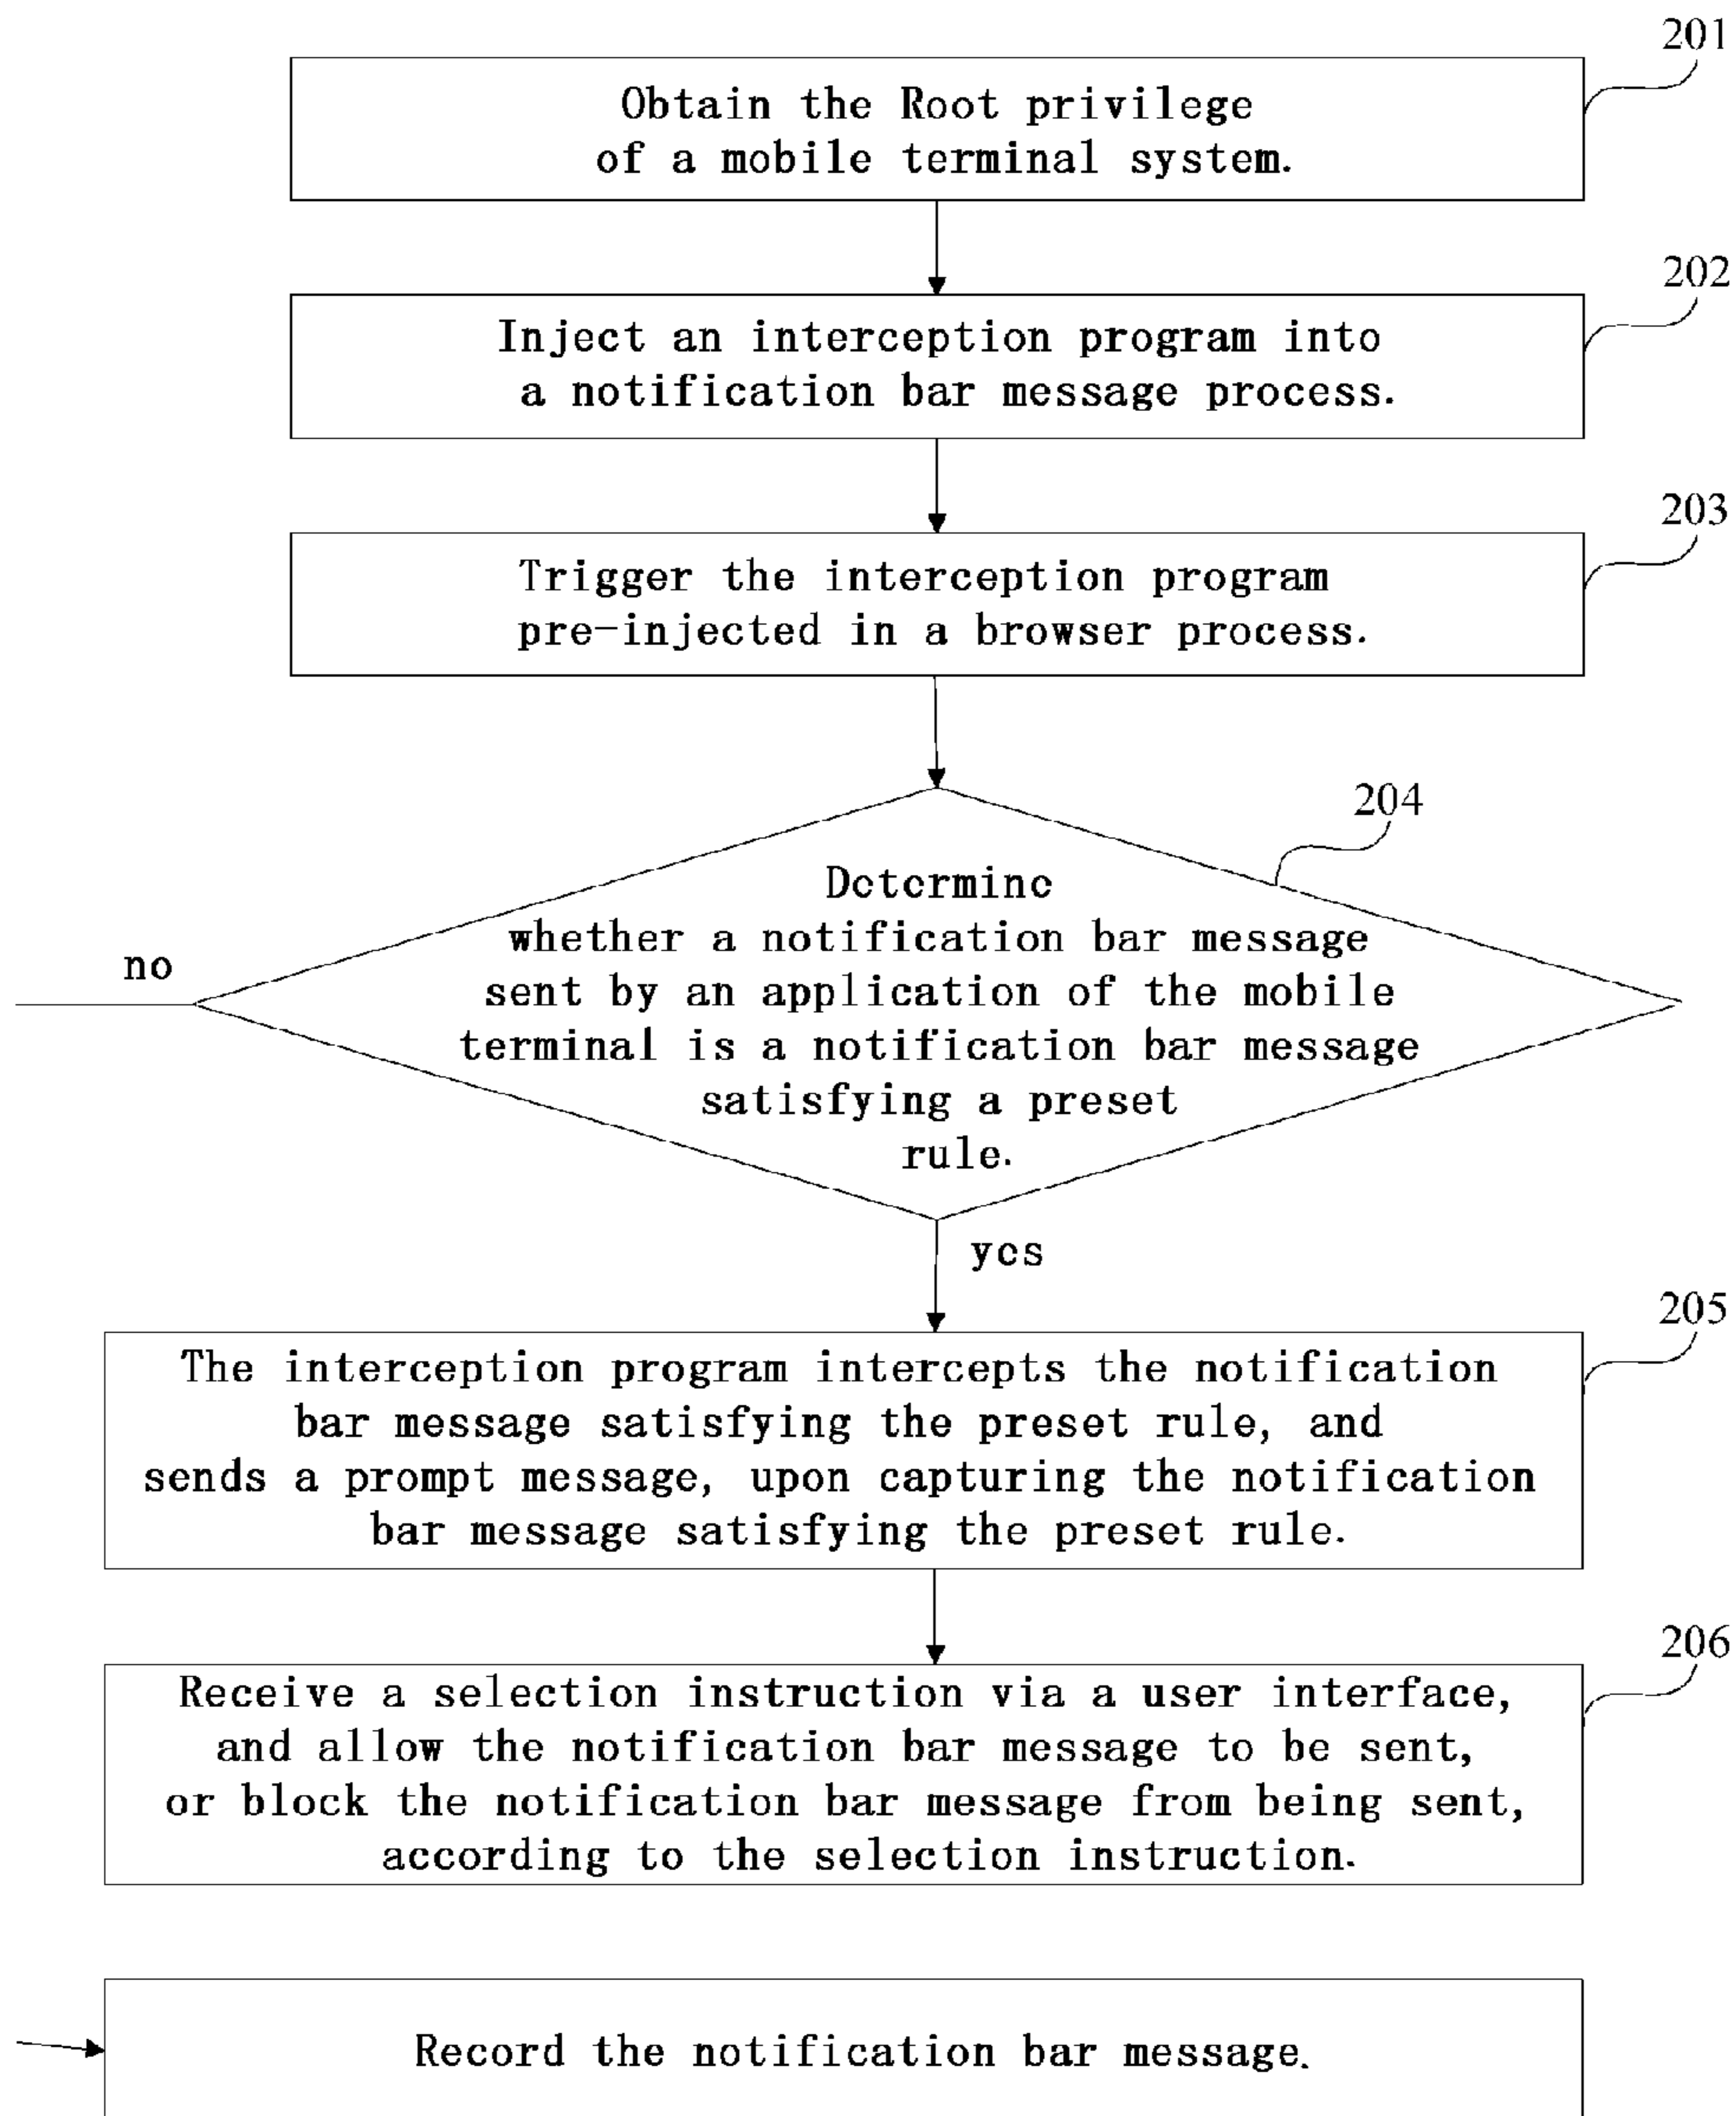 201
Obtain the Root privilege
of a mobile terminal system.
202
Inject an interception program into
a notification bar message process.
203
Trigger the interception program
pre-injected in a browser process.
204
Determine
whether a notification bar message
sent by an application of the mobile
terminal is a notification bar message
satisfying a preset
rule.
no
yes
205
The interception program intercepts the notification
bar message satisfying the preset rule, and
sends a prompt message, upon capturing the notification
bar message satisfying the preset rule.
206
Receive a selection instruction via a user interface,
and allow the notification bar message to be sent,
or block the notification bar message from being sent,
according to the selection instruction.
Record the notification bar message.